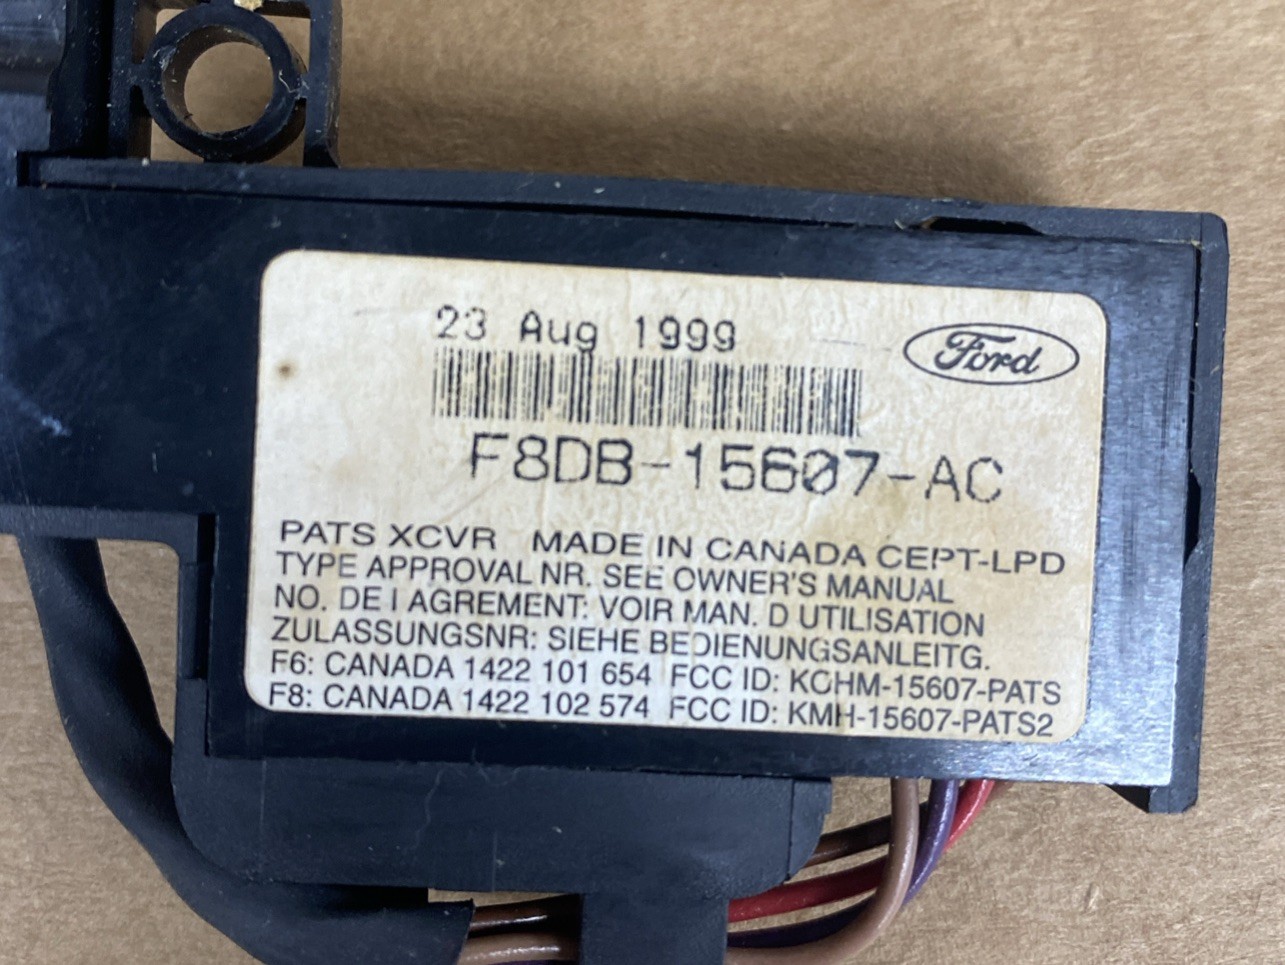 23 Aug 1999
Ford
F8DB-15607-AC
PATS XCVR MADE IN CANADA CEPT-LPD
TYPE APPROVAL NR. SEE OWNER'S MANUAL
NO. DE l AGREMENT: VOIR MAN. D UTILISATION
ZULASSUNGSNR: SIEHE BEDIENUNGSANLEITG.
F6: CANADA 1422 101 654 FCC ID: KCHM-15607-PATS
F8: CANADA 1422 102 574 FCC ID: KMH-15607-PATS2